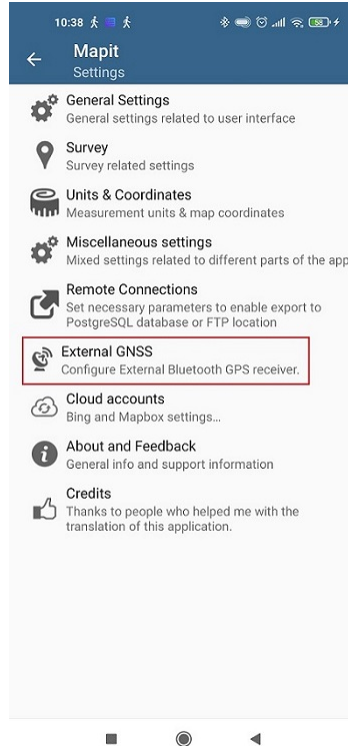 10:38
58
Mapit
Settings
General Settings
General settings related to user interface
Survey
Survey related settings
Units & Coordinates
Measurement units & map coordinates
Miscellaneous settings
Mixed settings related to different parts of the app
Remote Connections
Set necessary parameters to enable export to
PostgreSQL database or FTP location
External GNSS
Configure External Bluetooth GPS receiver.
Cloud accounts
Bing and Mapbox settings...
About and Feedback
General info and support information
Credits
Thanks to people who helped me with the
translation of this application.